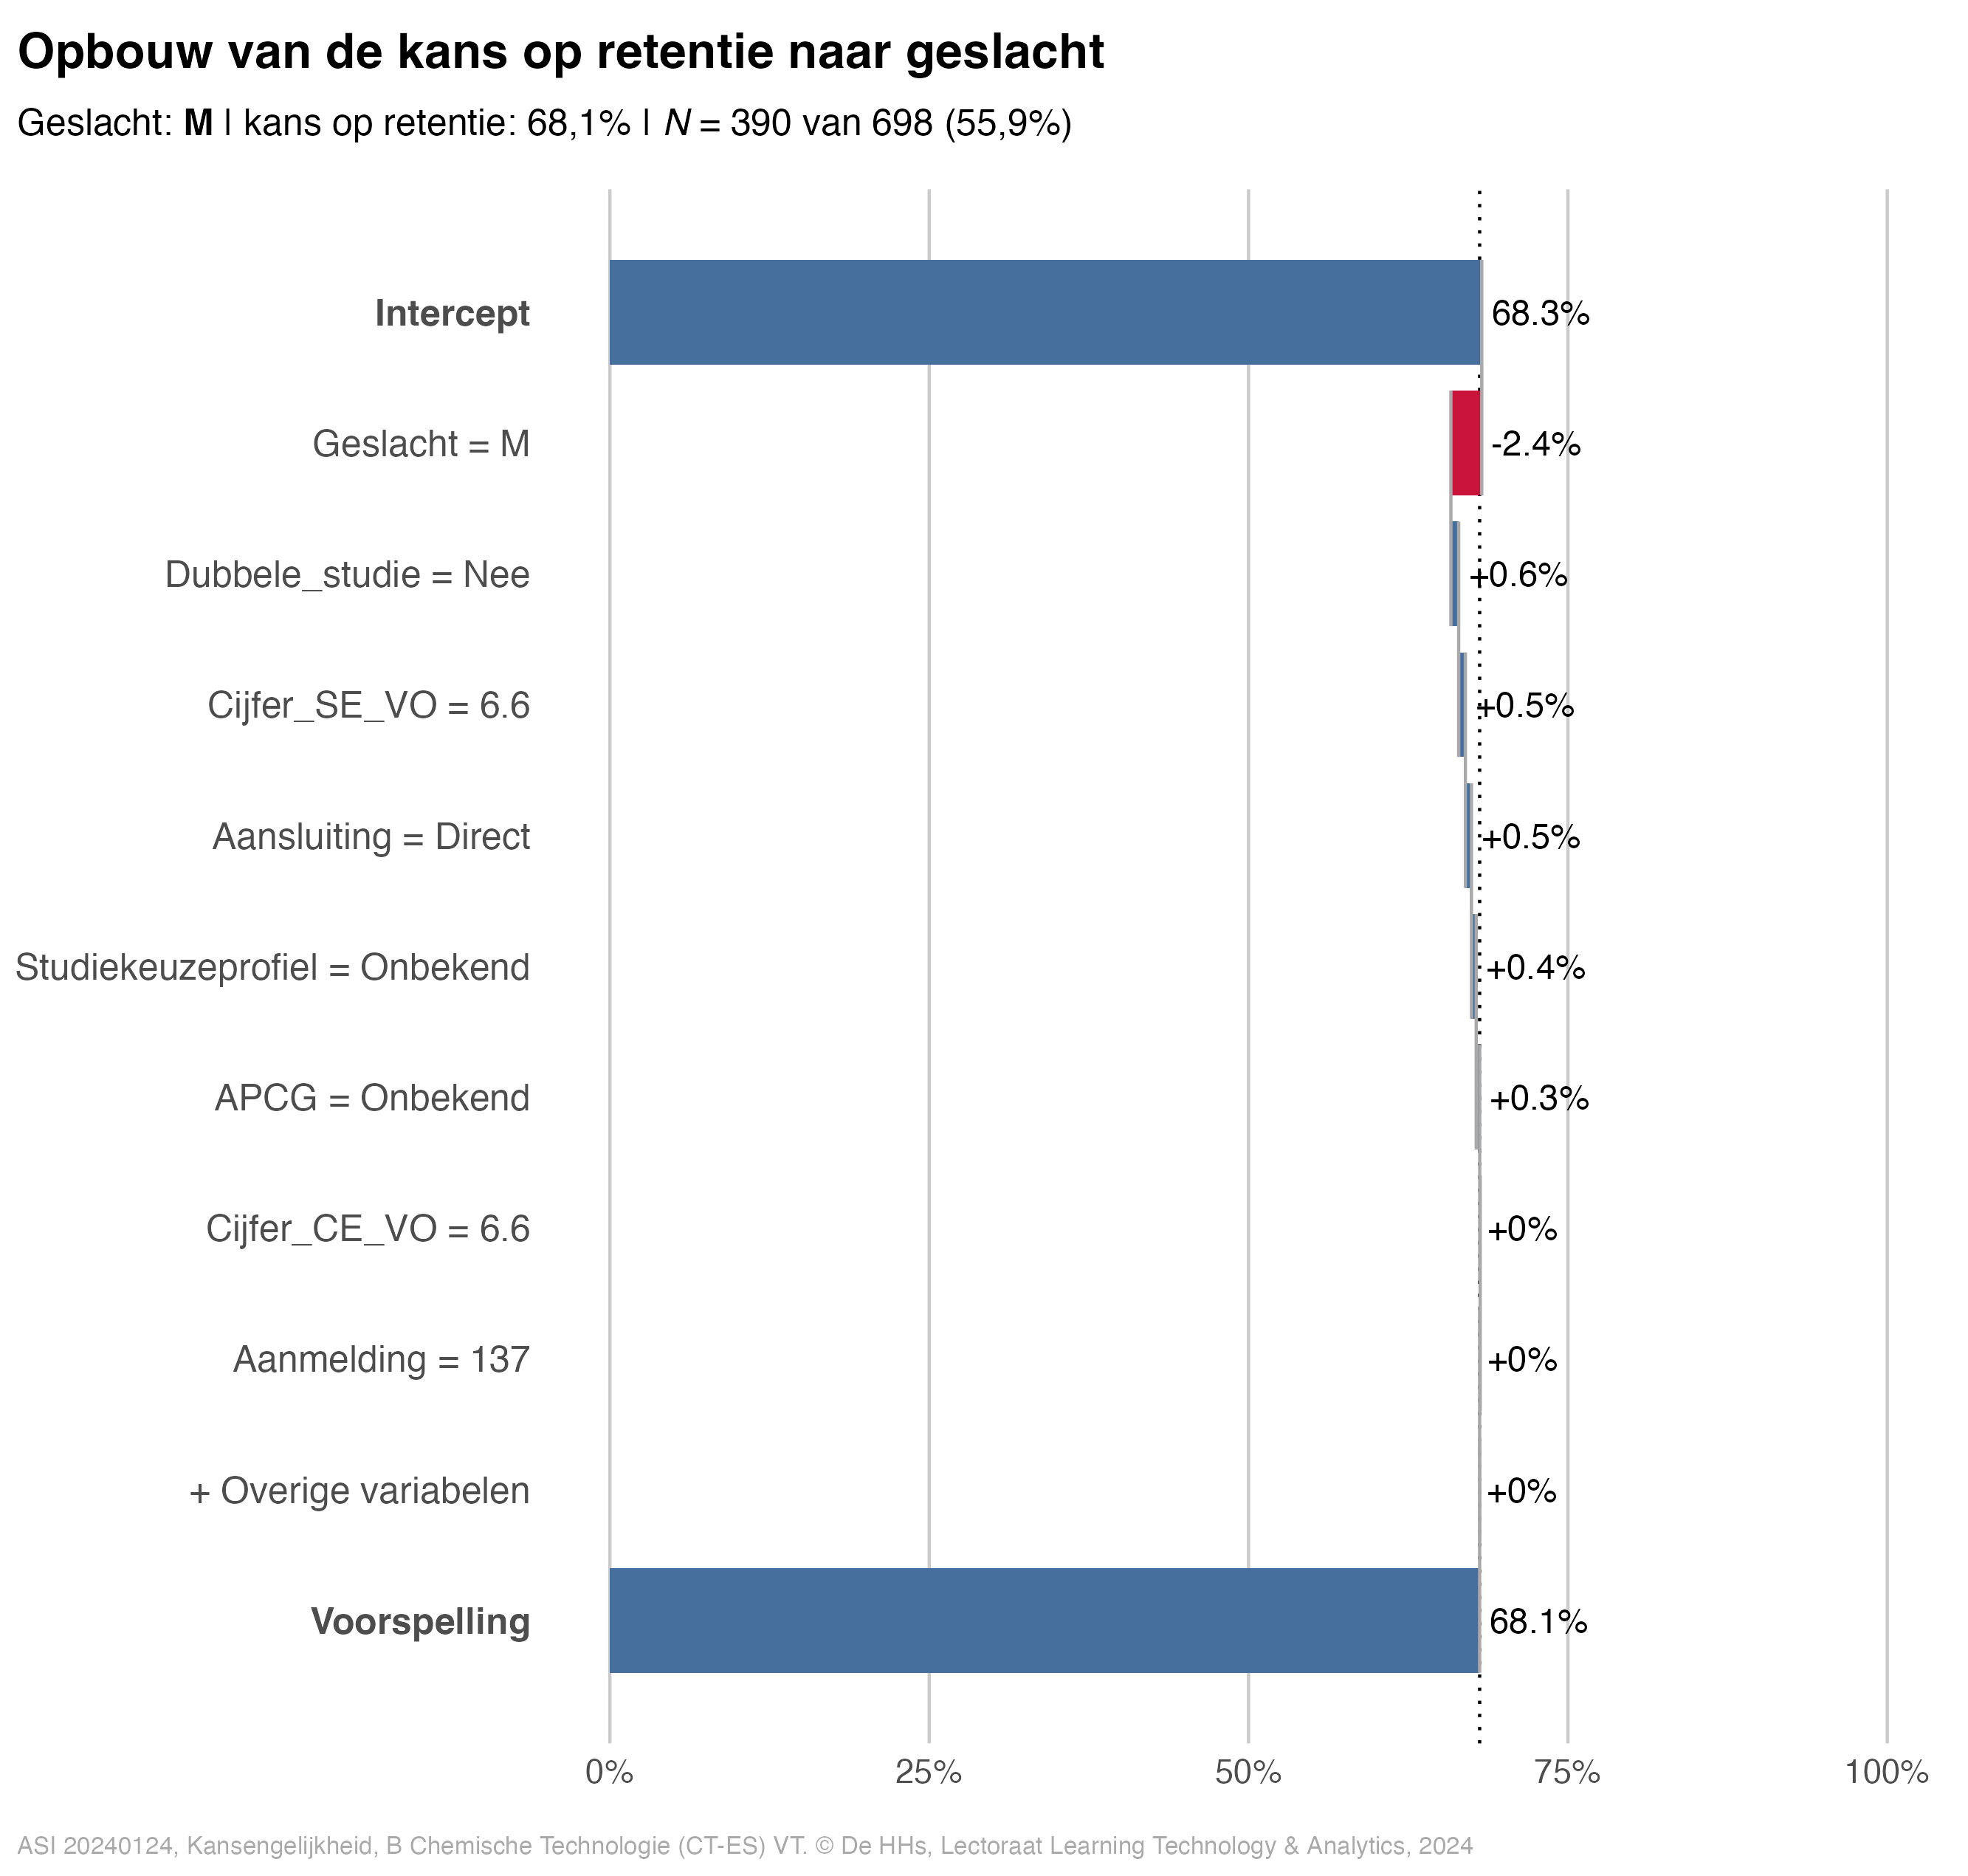 Opbouw van de kans op retentie naar geslacht
Geslacht: M | kans op retentie: 68,1% | N = 390 van 698 (55,9%)
Intercept 68.3%
Geslacht = M -2.4%
Dubbele_studie = Nee +0.6%
Cijfer_SE_VO = 6.6 +0.5%
Aansluiting = Direct +0.5%
Studiekeuzeprofiel = Onbekend +0.4%
APCG = Onbekend +0.3%
Cijfer_CE_VO = 6.6 +0%
Aanmelding = 137 +0%
+ Overige variabelen +0%
Voorspelling 68.1%
0% 25% 50% 75% 100%
ASI 20240124, Kansengelijkheid, B Chemische Technologie (CT-ES) VT. © De HHs, Lectoraat Learning Technology & Analytics, 2024